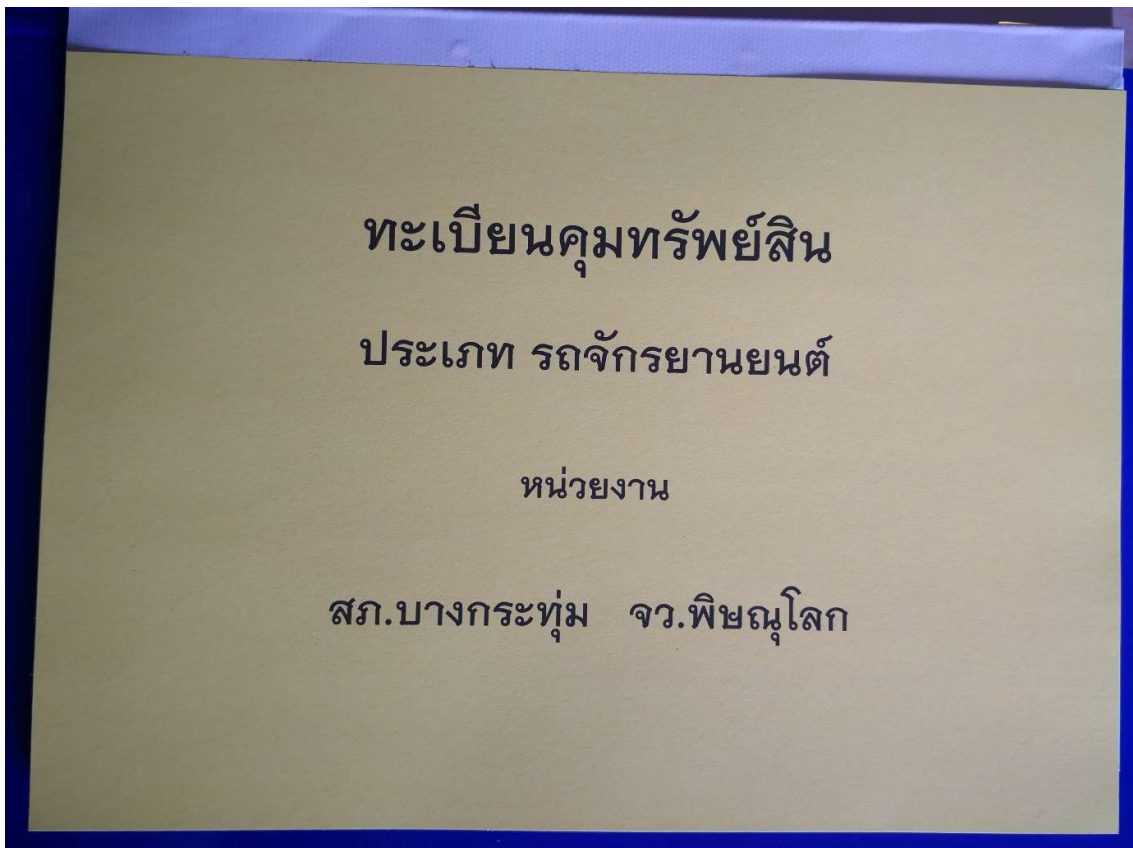 ทะเบียนคุมทรัพย์สิน
ประเภท รถจักรยานยนต์
หน่วยงาน
สภ.บางกระทุ่ม จว.พิษณุโลก